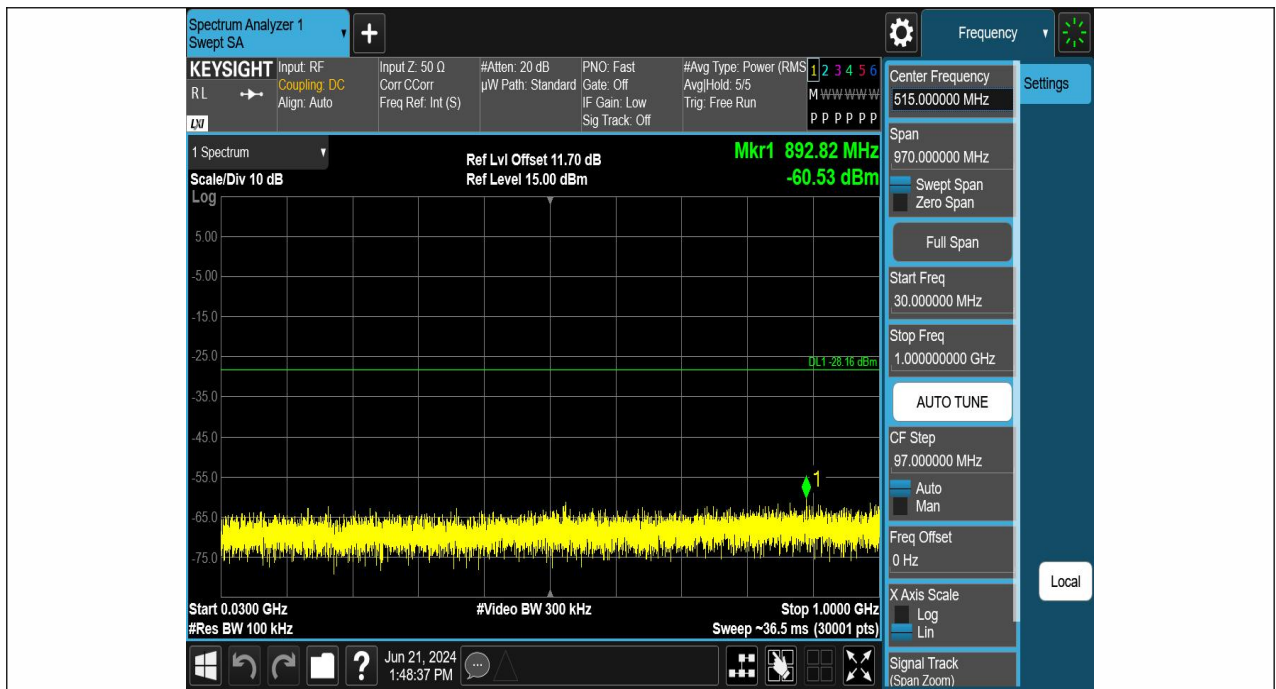 Spectrum Analyzer 1
Swept SA
+
Frequency
KEYSIGHT
RL
LXI
Input: RF
Coupling: DC
Align: Auto
Input Z: 50 Ω
Corr CCorr
Freq Ref: Int (S)
#Atten: 20 dB
µW Path: Standard
PNO: Fast
Gate: Off
IF Gain: Low
Sig Track: Off
#Avg Type: Power (RMS
Avg|Hold: 5/5
Trig: Free Run
1 2 3 4 5 6
M W W W W W
P P P P P P
1 Spectrum
Scale/Div 10 dB
Ref Lvl Offset 11.70 dB
Ref Level 15.00 dBm
Mkr1 892.82 MHz
-60.53 dBm
Log
5.00
-5.00
-15.0
-25.0
DL1 -28.16 dBm
-35.0
-45.0
-55.0
1
-65.0
-75.0
Start 0.0300 GHz
#Video BW 300 kHz
Stop 1.0000 GHz
#Res BW 100 kHz
Sweep ~36.5 ms (30001 pts)
?
Jun 21, 2024
1:48:37 PM
Center Frequency
515.000000 MHz
Settings
Span
970.000000 MHz
Swept Span
Zero Span
Full Span
Start Freq
30.000000 MHz
Stop Freq
1.000000000 GHz
AUTO TUNE
CF Step
97.000000 MHz
Auto
Man
Freq Offset
0 Hz
Local
X Axis Scale
Log
Lin
Signal Track
(Span Zoom)